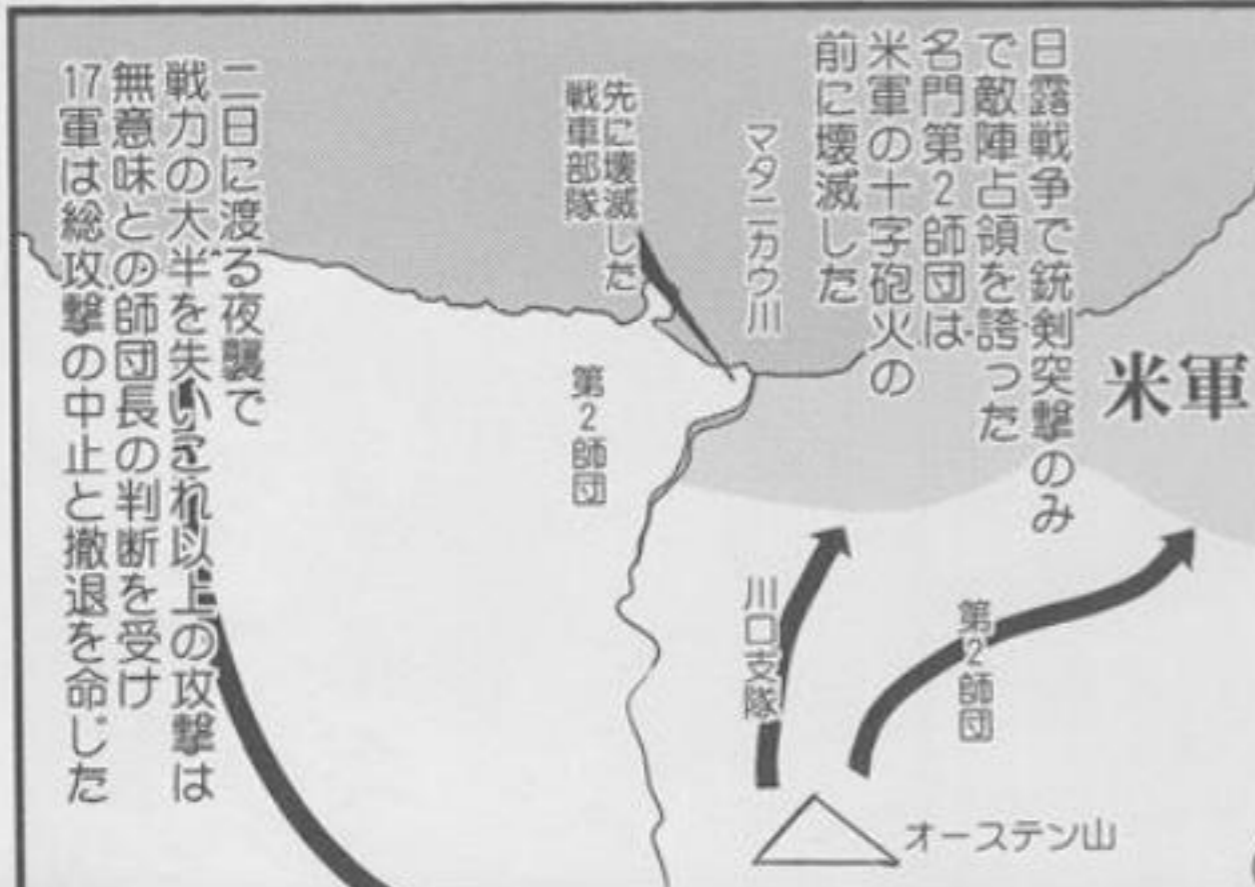 日露戦争で銃剣突撃のみ
で敵陣占領を誇った
名門第2師団は
米軍の十字砲火の
前に壊滅した
米軍
マタニカウ川
先に壊滅した
戦車部隊
第2師団
川口支隊
第2師団
オーステン山
二日に渡る夜襲で
戦力の大半を失いこれ以上の攻撃は
無意味との師団長の判断を受け
17軍は総攻撃の中止と撤退を命じた